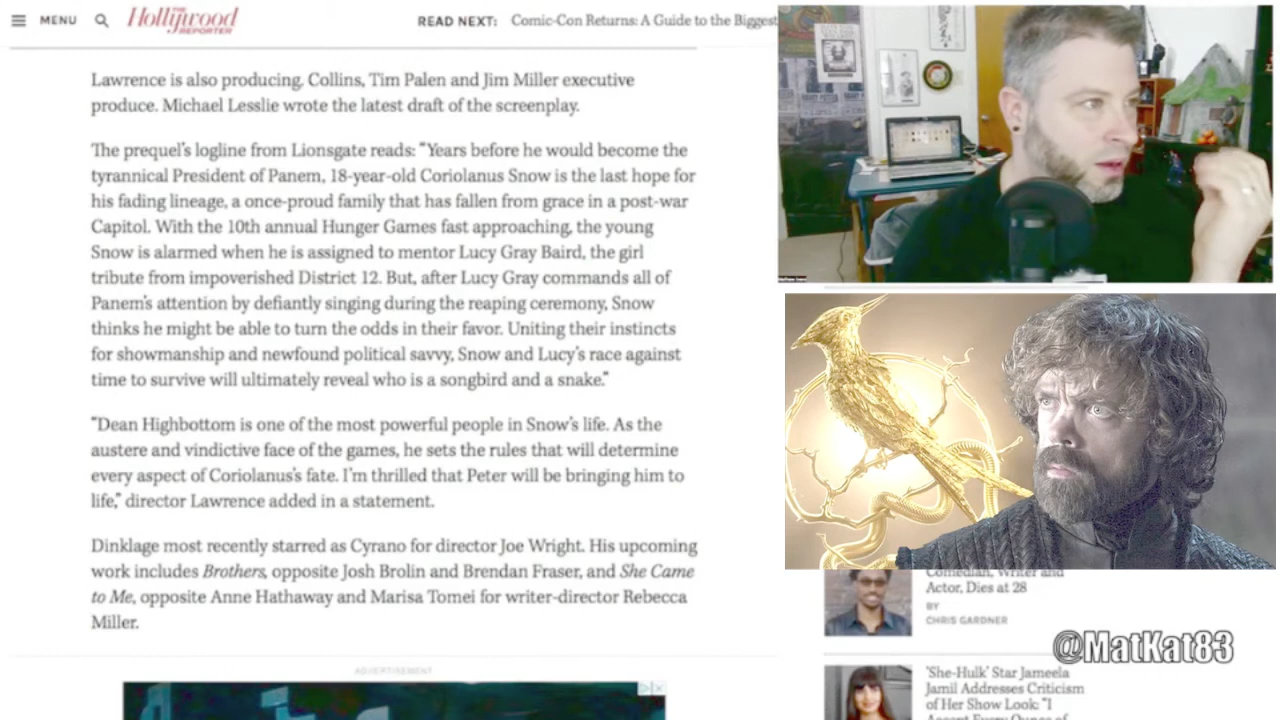 MENU
THE
Hollywood
REPORTER
READ NEXT: Comic-Con Returns: A Guide to the Biggest
Lawrence is also producing. Collins, Tim Palen and Jim Miller executive
produce. Michael Lesslie wrote the latest draft of the screenplay.
The prequel's logline from Lionsgate reads: “Years before he would become the
tyrannical President of Panem, 18-year-old Coriolanus Snow is the last hope for
his fading lineage, a once-proud family that has fallen from grace in a post-war
Capitol. With the 10th annual Hunger Games fast approaching, the young
Snow is alarmed when he is assigned to mentor Lucy Gray Baird, the girl
tribute from impoverished District 12. But, after Lucy Gray commands all of
Panem's attention by defiantly singing during the reaping ceremony, Snow
thinks he might be able to turn the odds in their favor. Uniting their instincts
for showmanship and newfound political savvy, Snow and Lucy's race against
time to survive will ultimately reveal who is a songbird and a snake.”
“Dean Highbottom is one of the most powerful people in Snow's life. As the
austere and vindictive face of the games, he sets the rules that will determine
every aspect of Coriolanus's fate. I'm thrilled that Peter will be bringing him to
life,” director Lawrence added in a statement.
Dinklage most recently starred as Cyrano for director Joe Wright. His upcoming
work includes Brothers, opposite Josh Brolin and Brendan Fraser, and She Came
to Me, opposite Anne Hathaway and Marisa Tomei for writer-director Rebecca
Miller.
ADVERTISEMENT
Comedian, Writer and
Actor, Dies at 28
BY
CHRIS GARDNER
@MatKat83
'She-Hulk' Star Jameela
Jamil Addresses Criticism
of Her Show Look: “I
Accept Every Ounce of